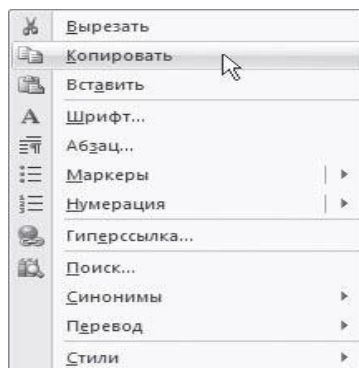 Вырезать
Копировать
Вставить
Шрифт...
Абзац...
Маркеры
Нумерация
Гиперссылка...
Поиск...
Синонимы
Перевод
Стили